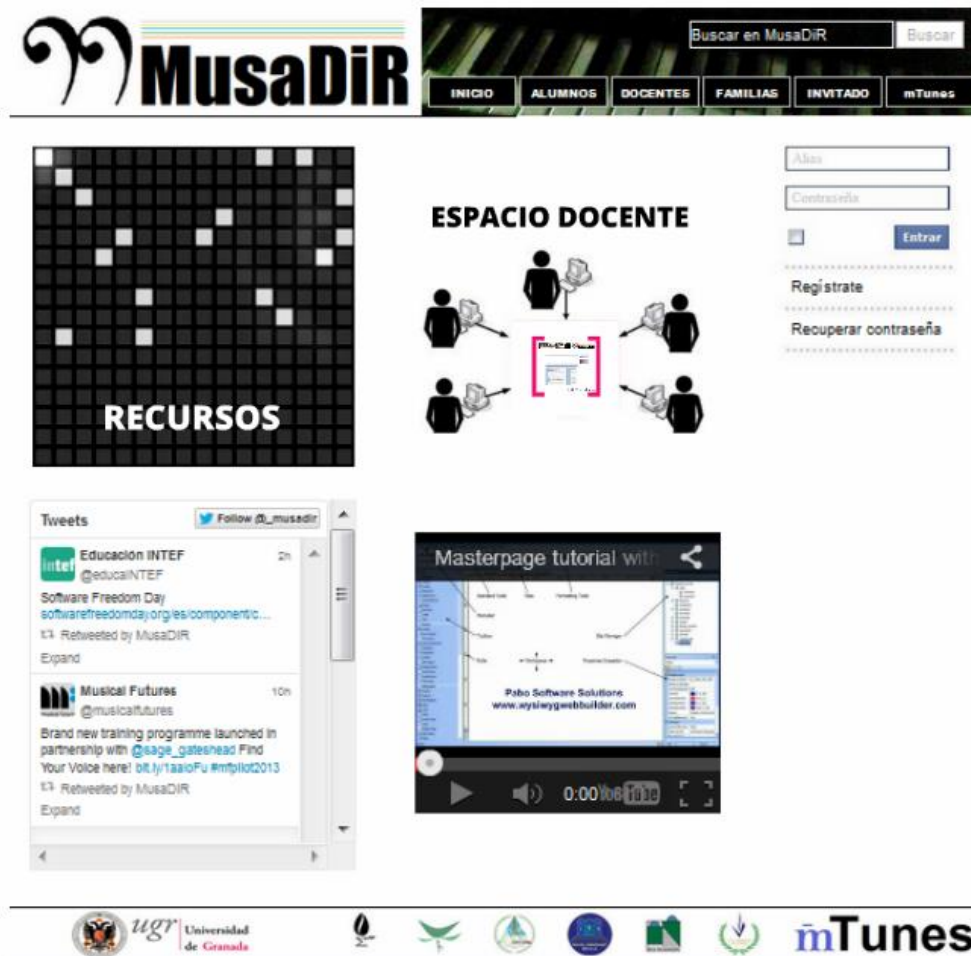 MusaDiR
Buscar en MusaDiR
Buscar
INICIO
ALUMNOS
DOCENTES
FAMILIAS
INVITADO
mTunes
RECURSOS
ESPACIO DOCENTE
Alias
Contraseña
Entrar
Regístrate
Recuperar contraseña
Tweets
Follow @_musadir
intef
Educación INTEF
2h
@educaINTEF
Software Freedom Day
softwarefreedomday.org/es/component/c...
Retweeted by MusaDIR
Expand
Musical Futures
10h
@musicalfutures
Brand new training programme launched in
partnership with @sage_gateshead Find
Your Voice here! bit.ly/1aaloFu #mfpilot2013
Retweeted by MusaDIR
Expand
Masterpage tutorial with
Pabo Software Solutions
www.wysiwygwebbuilder.com
0:00
ugr
Universidad
de Granada
mTunes